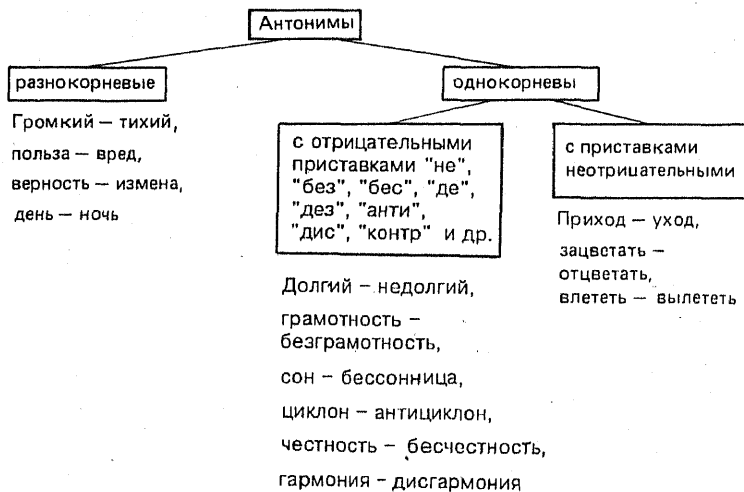 Антонимы
разнокорневые
Громкий – тихий,
польза – вред,
верность – измена,
день – ночь
однокорневы
с отрицательными
приставками "не",
"без", "бес", "де",
"дез", "анти",
"дис", "контр" и др.
Долгий – недолгий,
грамотность –
безграмотность,
сон – бессонница,
циклон – антициклон,
честность – бесчестность,
гармония – дисгармония
с приставками
неотрицательными
Приход – уход,
зацветать –
отцветать,
влететь – вылететь